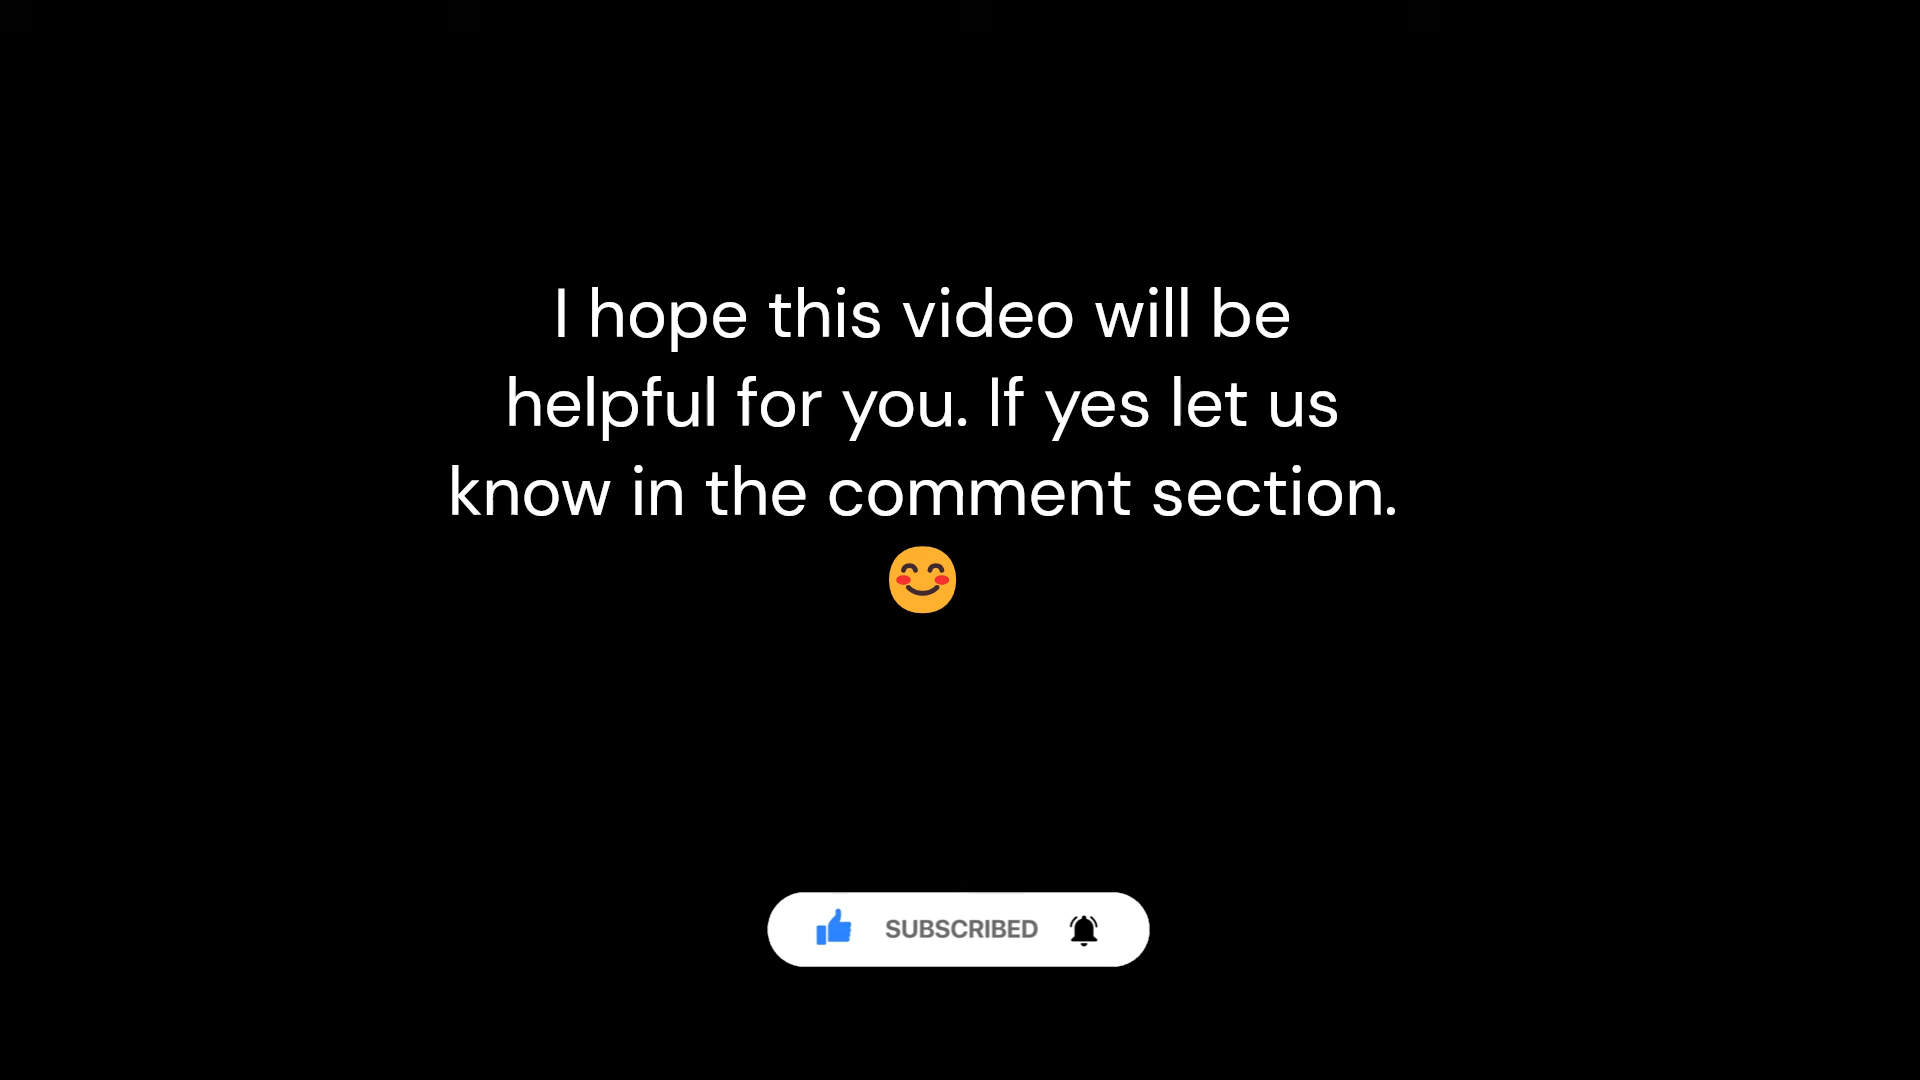 I hope this video will be
helpful for you. If yes let us
know in the comment section.
😊
SUBSCRIBED